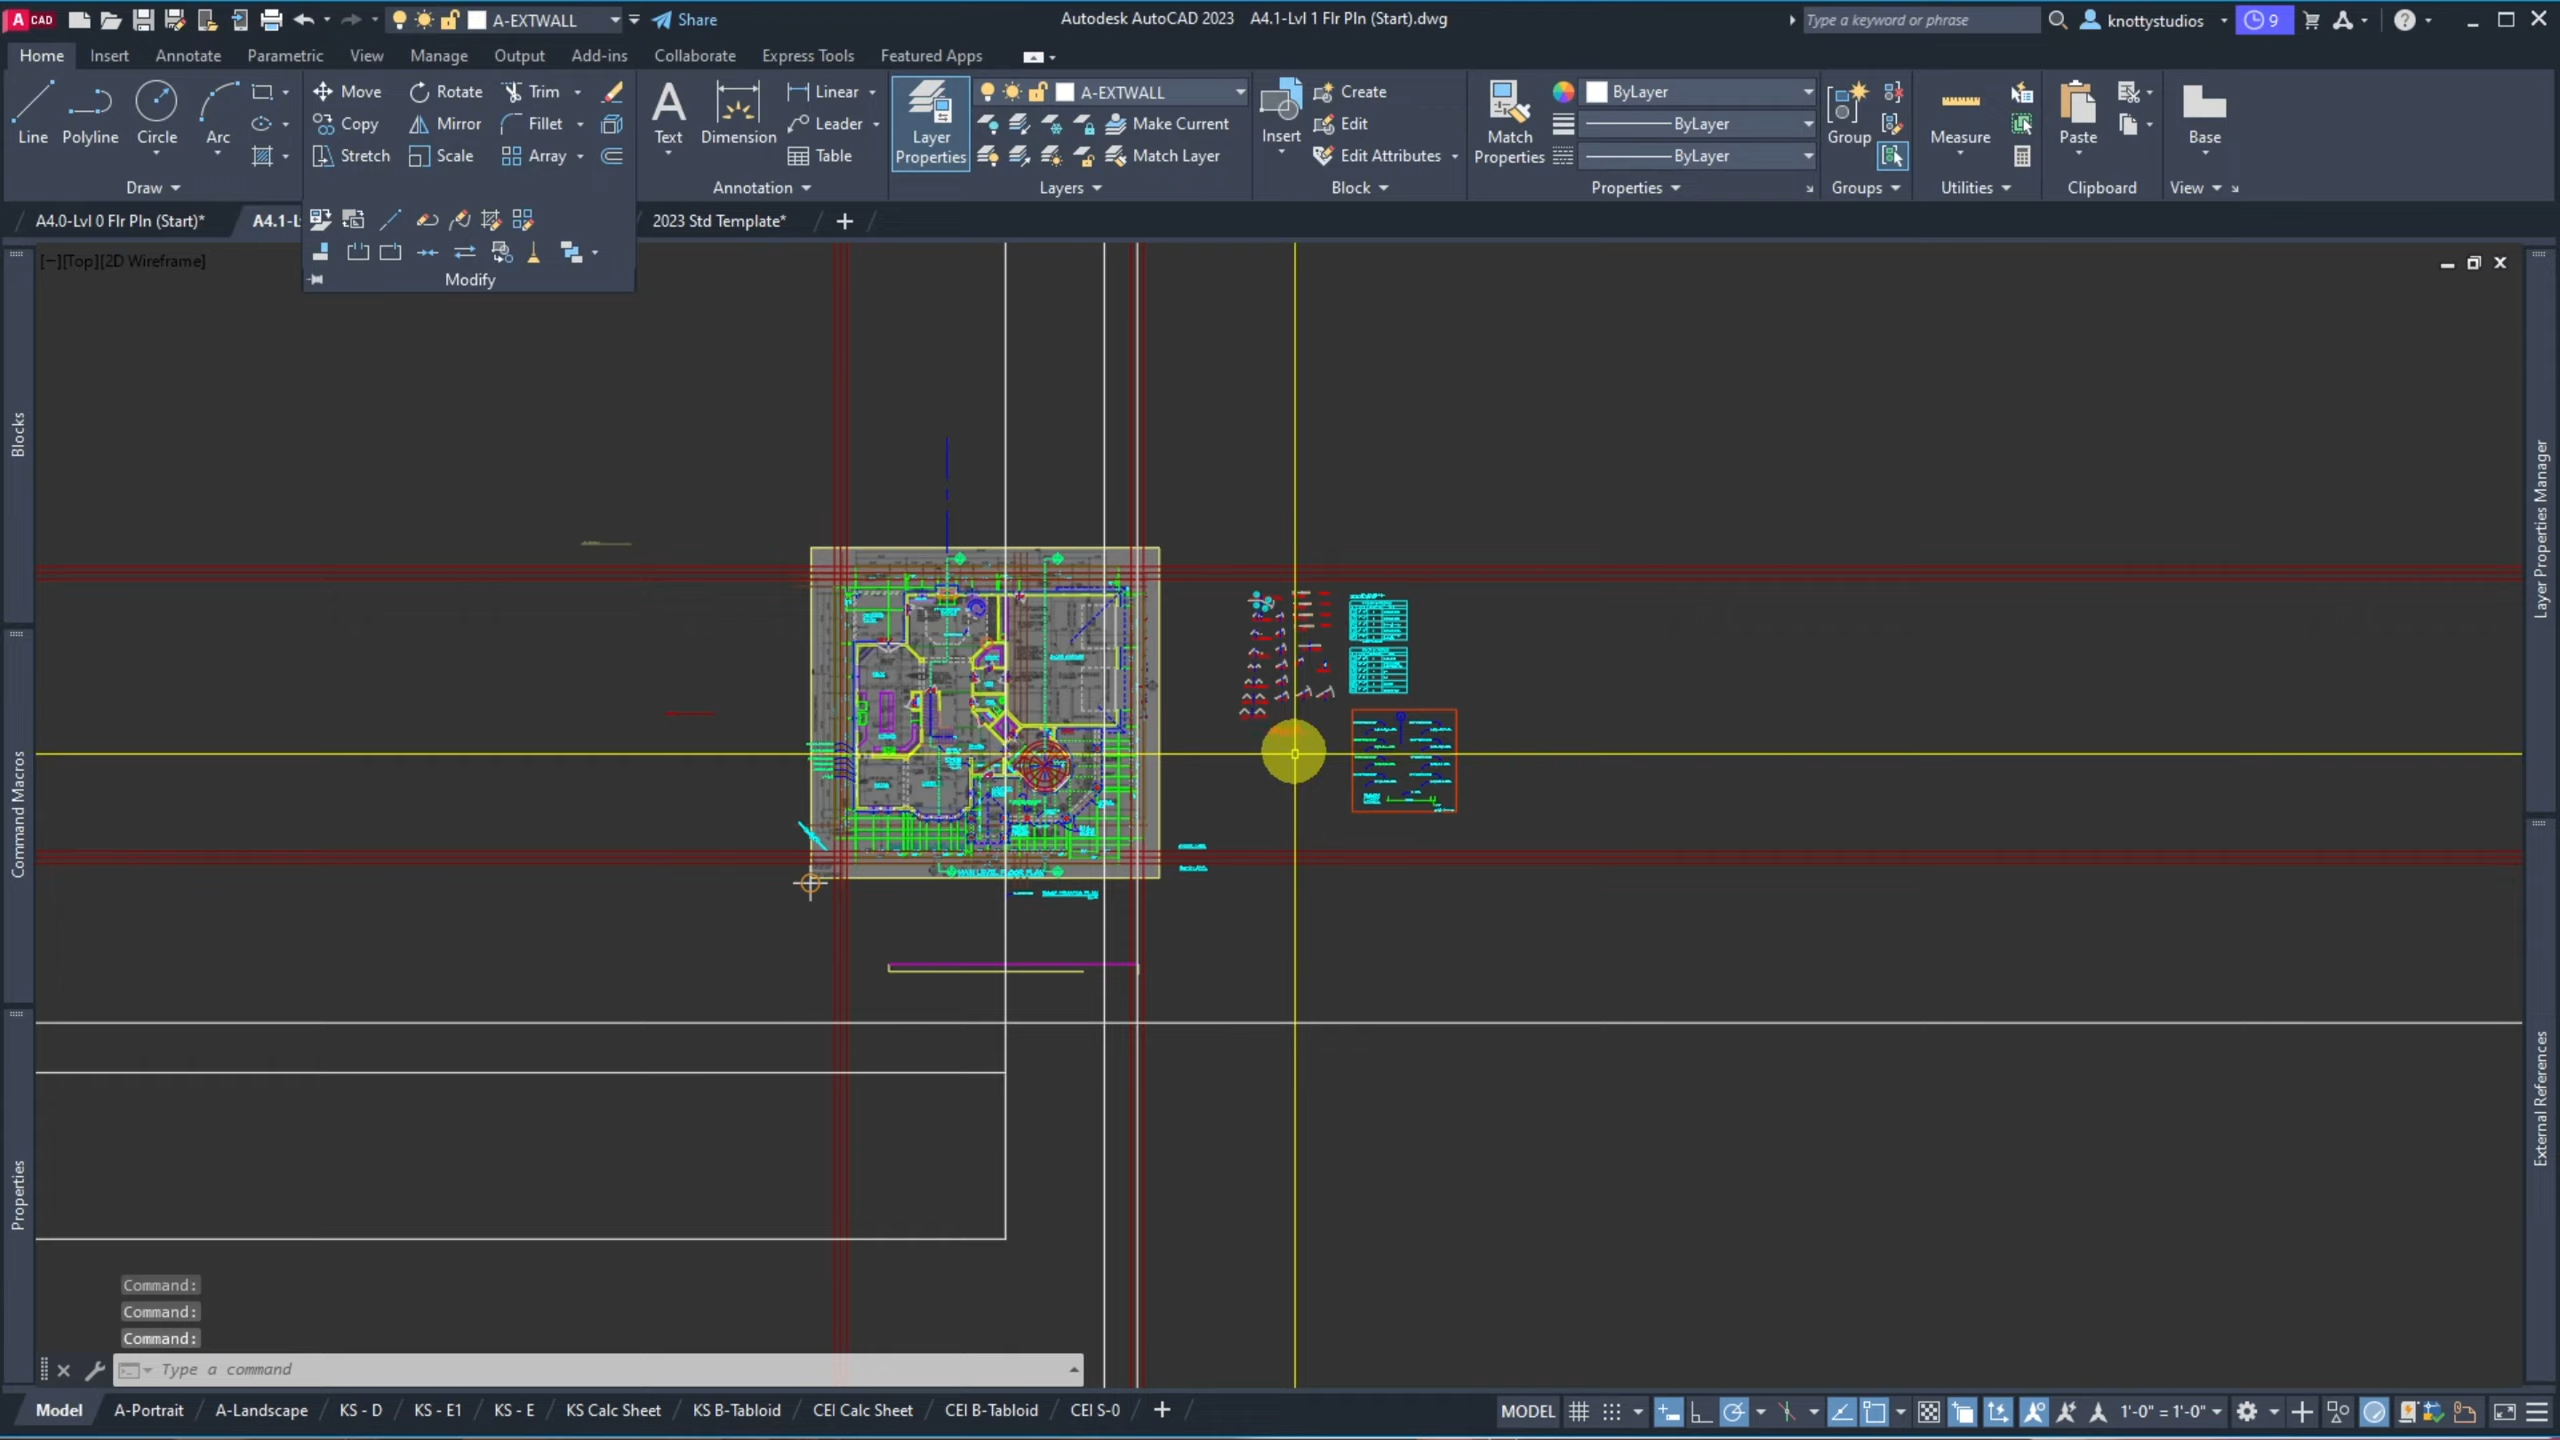 A CAD
A-EXTWALL
Share
Autodesk AutoCAD 2023 A4.1-Lvl 1 Flr Pln (Start).dwg
Type a keyword or phrase
knottystudios
9
Home Insert Annotate Parametric View Manage Output Add-ins Collaborate Express Tools Featured Apps
Line Polyline Circle Arc
Draw
Move Rotate Trim
Copy Mirror Fillet
Stretch Scale Array
Text Dimension
Linear
Leader
Table
Annotation
Layer Properties
A-EXTWALL
Make Current
Match Layer
Layers
Insert
Create
Edit
Edit Attributes
Block
Match Properties
ByLayer
ByLayer
ByLayer
Properties
Group
Groups
Measure
Utilities
Paste
Clipboard
Base
View
A4.0-Lvl 0 Flr Pln (Start)* A4.1-L 2023 Std Template*
Modify
[−][Top][2D Wireframe]
Blocks
Command Macros
Properties
Layer Properties Manager
External References
Command:
Command:
Command:
Type a command
Model A-Portrait A-Landscape KS - D KS - E1 KS - E KS Calc Sheet KS B-Tabloid CEI Calc Sheet CEI B-Tabloid CEI S-0
MODEL 1'-0" = 1'-0"